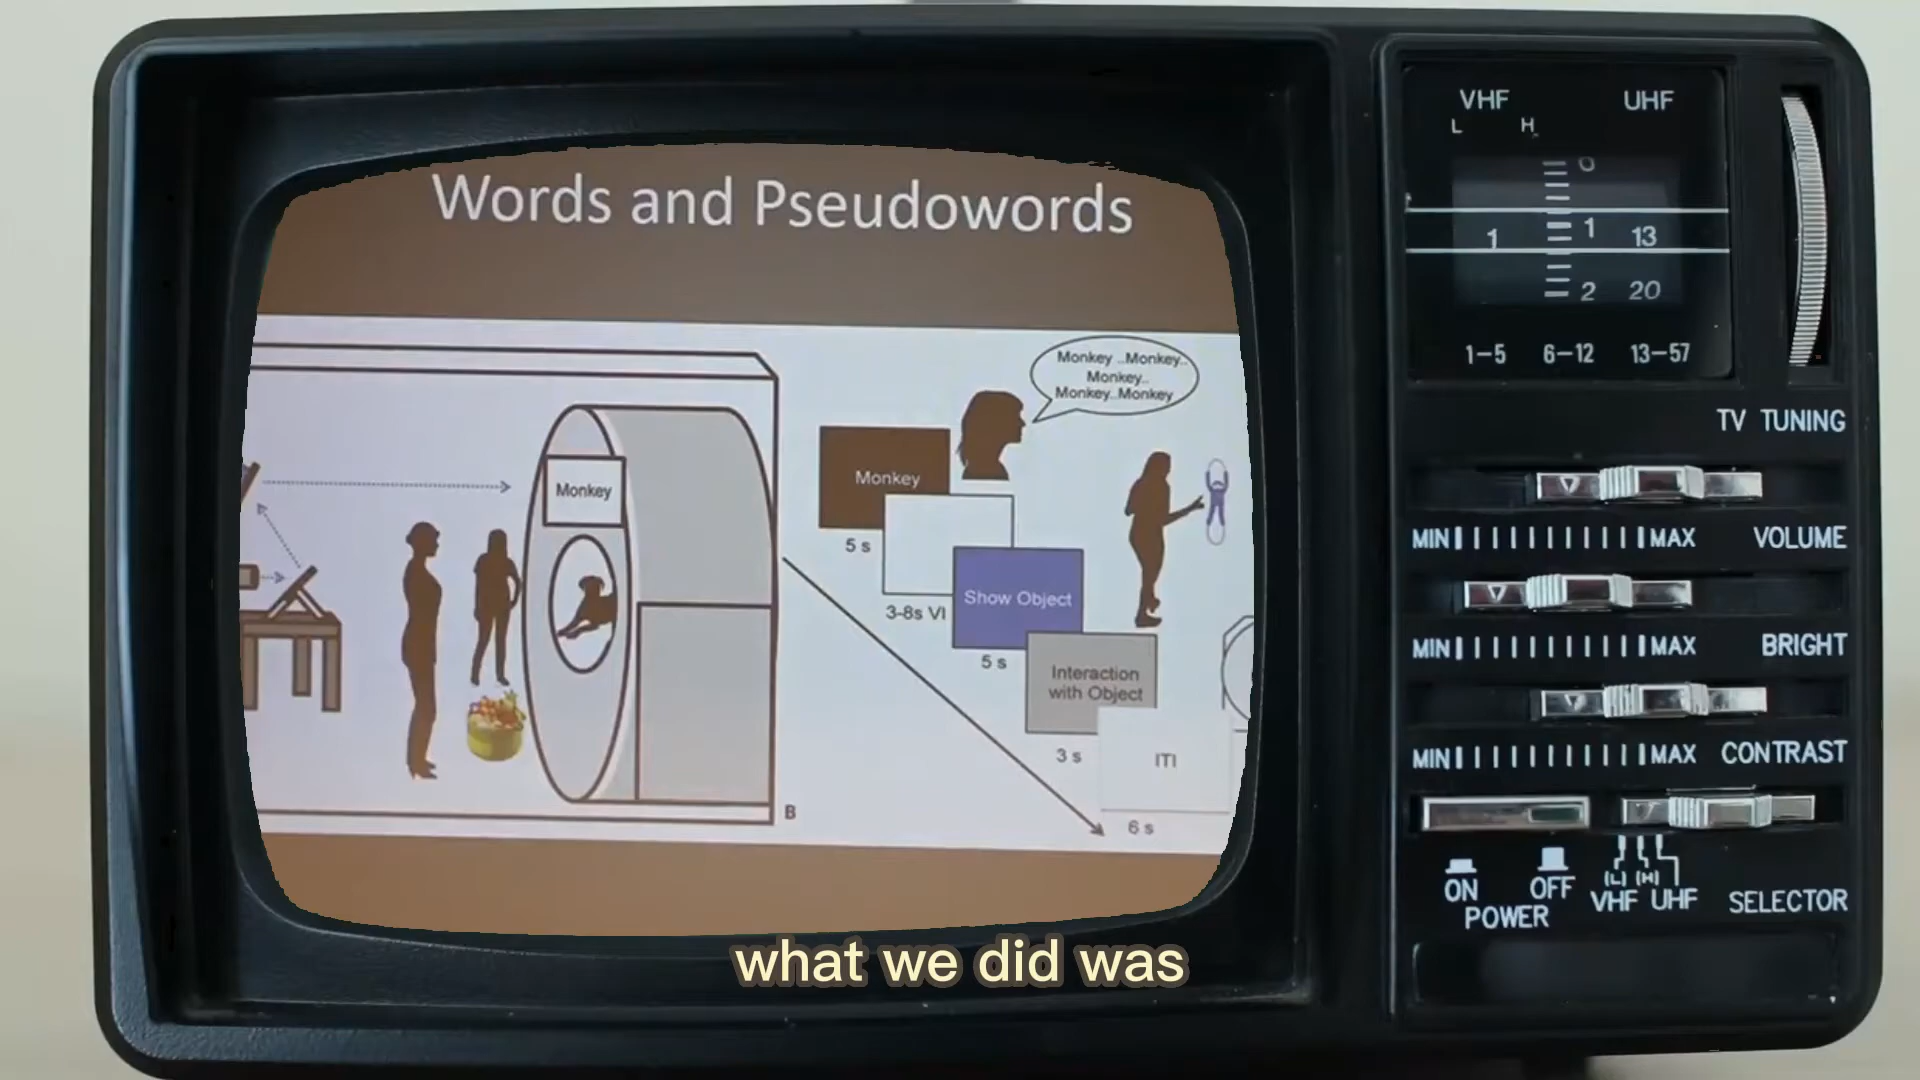 Words and Pseudowords
Monkey ..Monkey..
Monkey..
Monkey..Monkey
Monkey
Monkey
5 s
3-8s VI
Show Object
5 s
Interaction
with Object
3 s
ITI
6 s
B
what we did was
VHF
UHF
L
H
0
1
1
13
2
20
1-5
6-12
13-57
TV TUNING
MIN
MAX
VOLUME
MIN
MAX
BRIGHT
MIN
MAX
CONTRAST
ON
OFF
POWER
(L)
(H)
VHF
UHF
SELECTOR